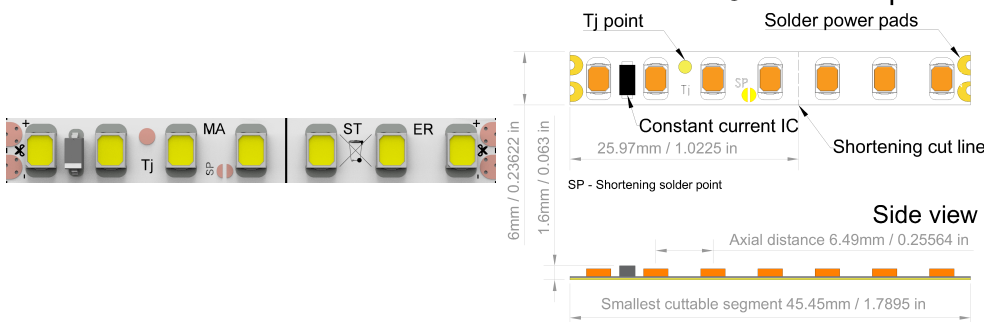 + MA ST ER +
Tj
SP
- -
Tj point
Solder power pads
SP
Tj
Constant current IC
Shortening cut line
25.97mm / 1.0225 in
SP - Shortening solder point
6mm / 0.23622 in
1.6mm / 0.063 in
Side view
Axial distance 6.49mm / 0.25564 in
Smallest cuttable segment 45.45mm / 1.7895 in